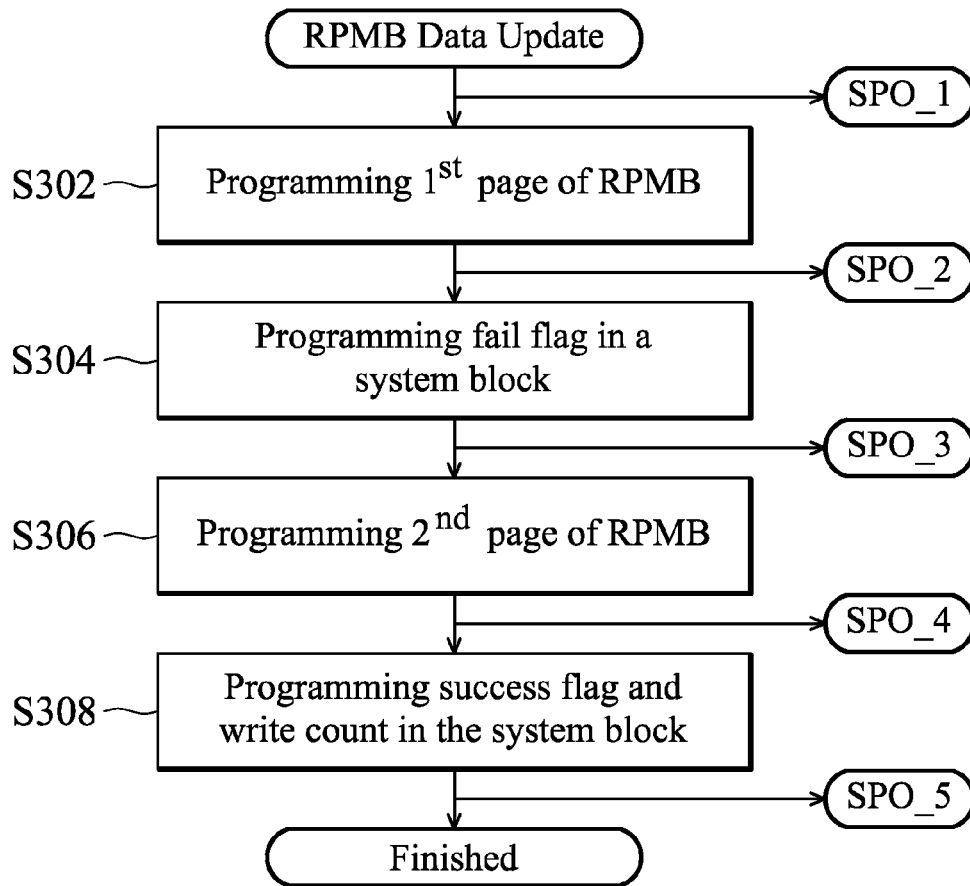 RPMB Data Update
SPO_1
S302
Programming 1st page of RPMB
SPO_2
S304
Programming fail flag in a
system block
SPO_3
S306
Programming 2nd page of RPMB
SPO_4
S308
Programming success flag and
write count in the system block
SPO_5
Finished